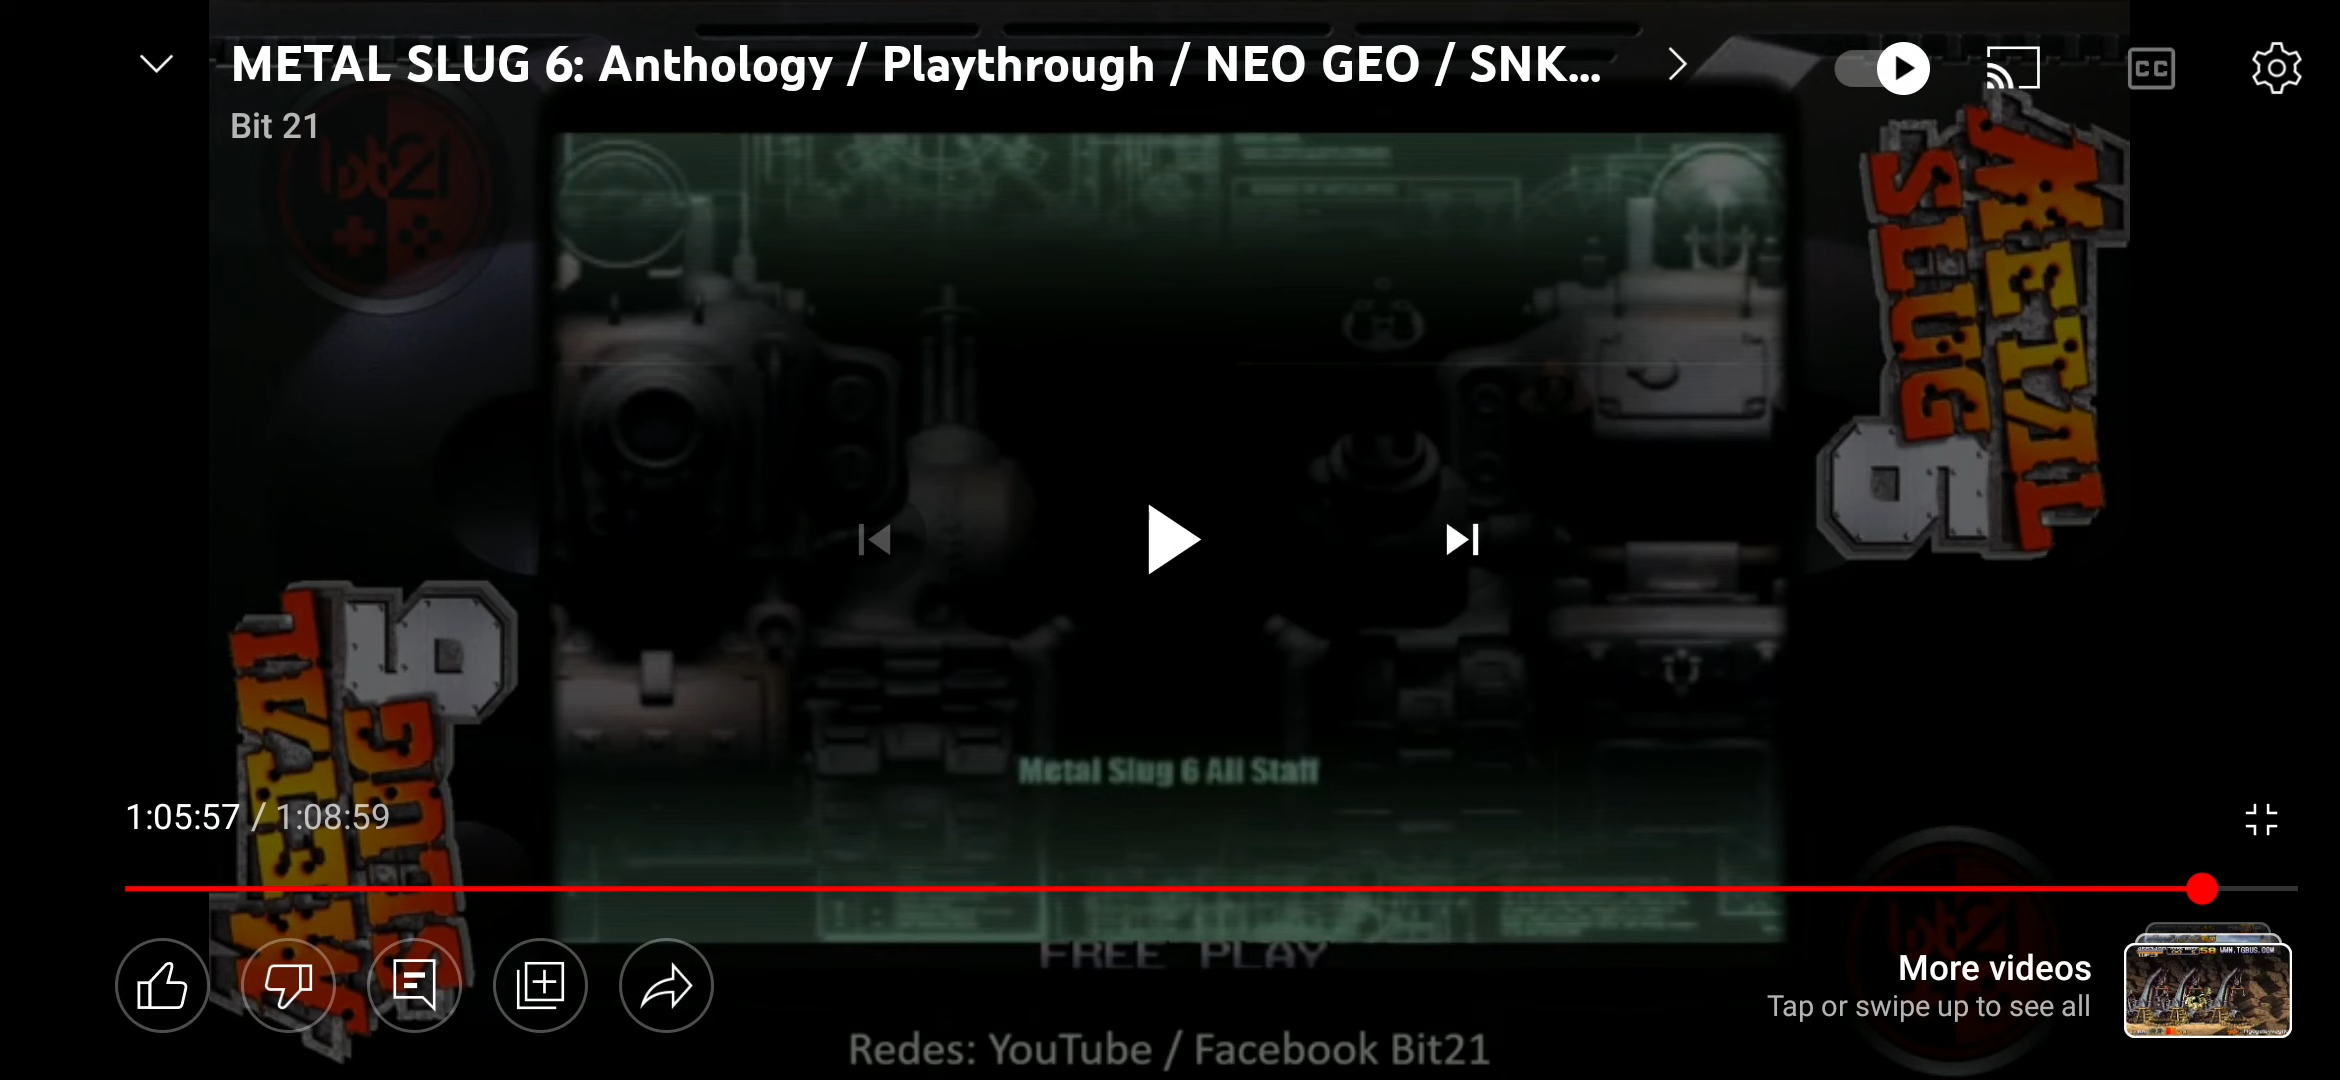 METAL SLUG 6: Anthology / Playthrough / NEO GEO / SNK...
CC
Bit 21
bit21
METAL SLUG 6
METAL SLUG 6
Metal Slug 6 All Staff
1:05:57 / 1:08:59
FREE PLAY
More videos
Tap or swipe up to see all
Redes: YouTube / Facebook Bit21